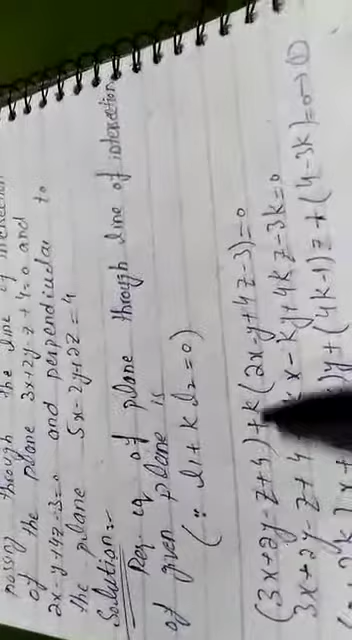 passing through the line of intersection
of the plane 3x+2y-z+4=0 and
2x-y+4z-3=0 and perpendicular to
the plane 5x-2y+2z=4
Solution:-
Req. eq of plane through line of intersection
of given plane is
(∵ l1+kl2=0)
(3x+2y-z+4)+k(2x-y+4z-3)=0
3x+2y-z+4 x-ky+4kz-3k=0
)x+ )y+(4k-1)z+(4-3k)=0→①